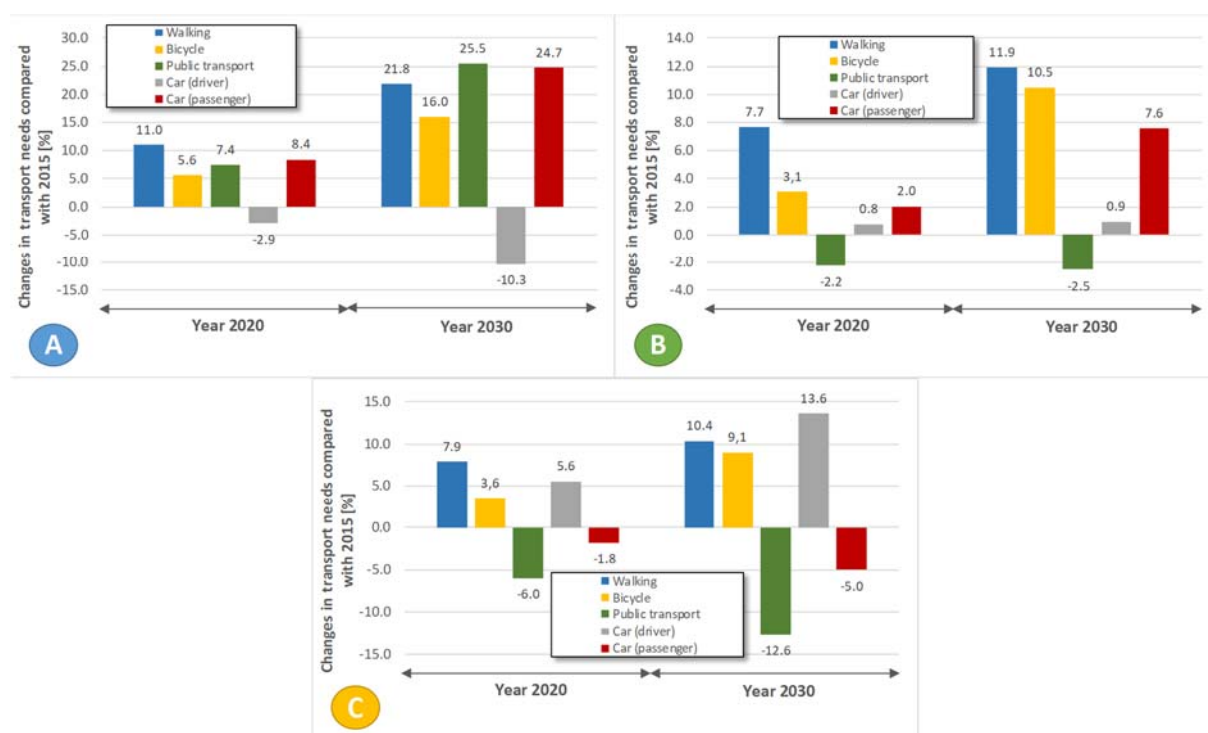 Changes in transport needs compared
with 2015 [%]
30.0
25.0
20.0
15.0
10.0
5.0
0.0
-5.0
-10.0
-15.0
Walking
Bicycle
Public transport
Car (driver)
Car (passenger)
11.0
5.6
7.4
-2.9
8.4
21.8
16.0
25.5
-10.3
24.7
Year 2020
Year 2030
A
Changes in transport needs compared
with 2015 [%]
14.0
12.0
10.0
8.0
6.0
4.0
2.0
0.0
-2.0
-4.0
Walking
Bicycle
Public transport
Car (driver)
Car (passenger)
7.7
3,1
-2.2
0.8
2.0
11.9
10.5
-2.5
0.9
7.6
Year 2020
Year 2030
B
Changes in transport needs compared
with 2015 [%]
15.0
10.0
5.0
0.0
-5.0
-10.0
-15.0
7.9
3,6
-6.0
5.6
-1.8
10.4
9,1
-12.6
13.6
-5.0
Walking
Bicycle
Public transport
Car (driver)
Car (passenger)
Year 2020
Year 2030
C